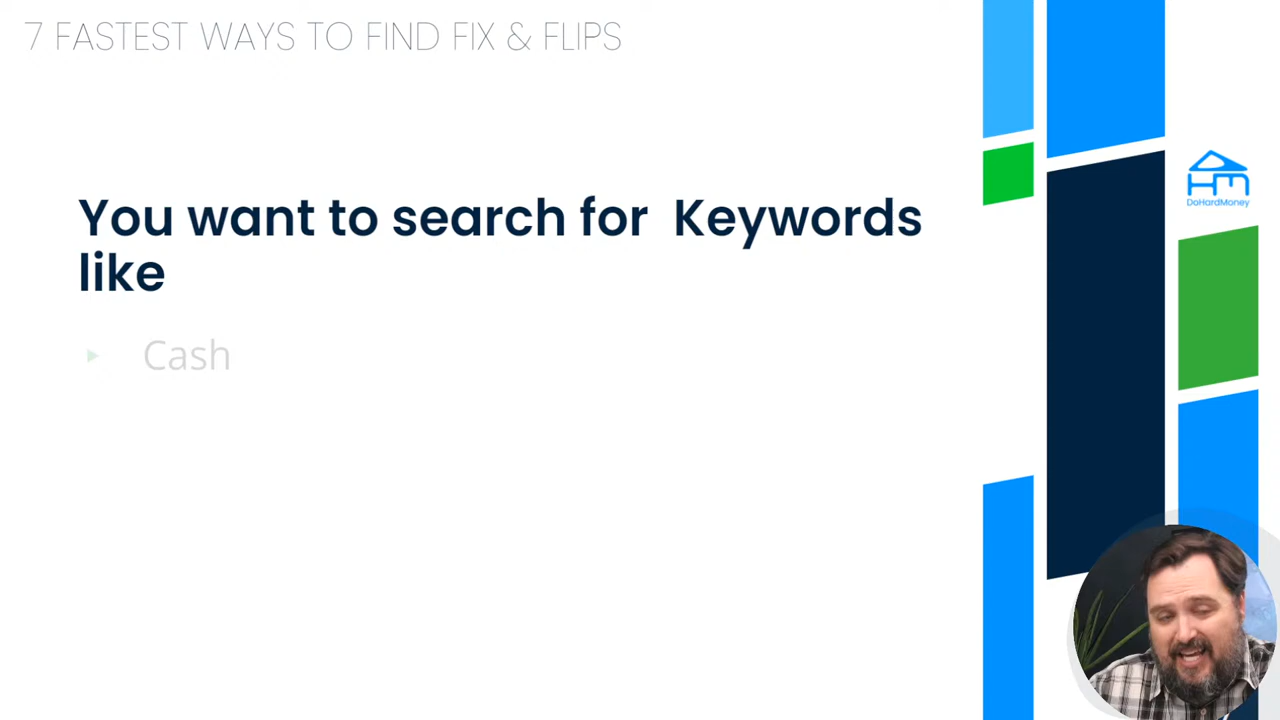 7 FASTEST WAYS TO FIND FIX & FLIPS
DoHardMoney
You want to search for Keywords
like
Cash